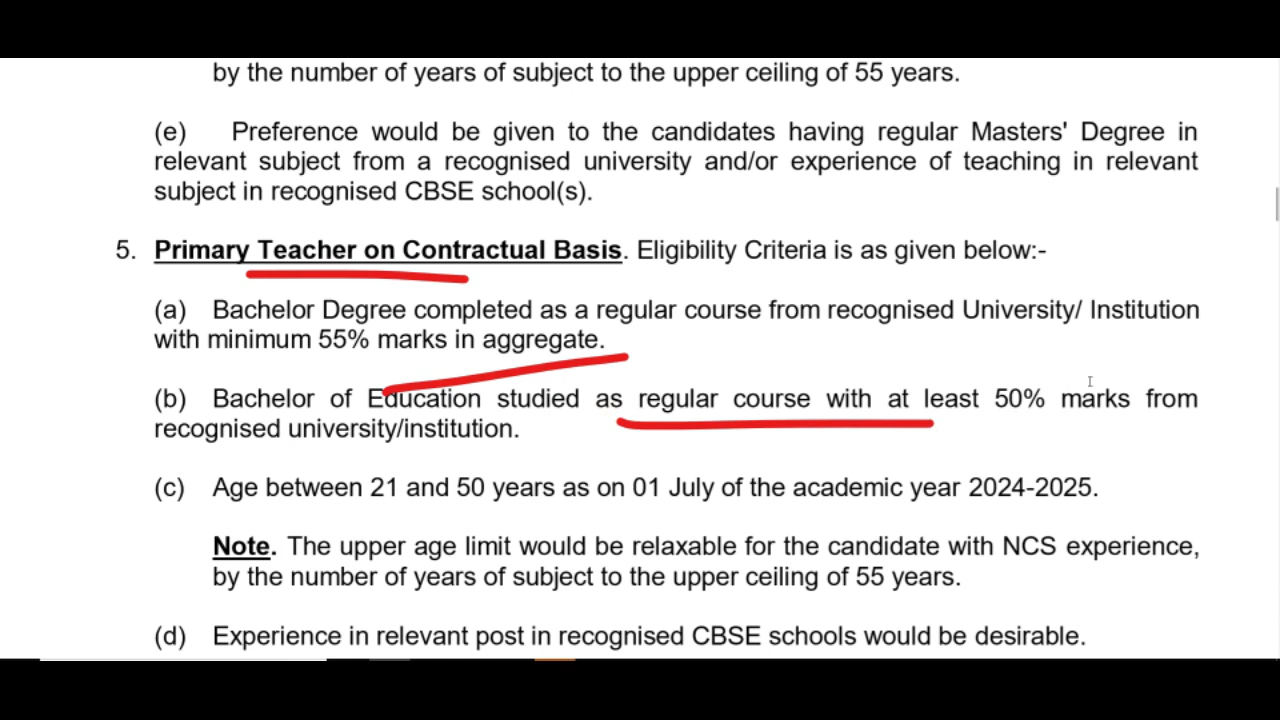 by the number of years of subject to the upper ceiling of 55 years.
(e) Preference would be given to the candidates having regular Masters' Degree in
relevant subject from a recognised university and/or experience of teaching in relevant
subject in recognised CBSE school(s).
5. Primary Teacher on Contractual Basis. Eligibility Criteria is as given below:-
(a) Bachelor Degree completed as a regular course from recognised University/ Institution
with minimum 55% marks in aggregate.
(b) Bachelor of Education studied as regular course with at least 50% marks from
recognised university/institution.
(c) Age between 21 and 50 years as on 01 July of the academic year 2024-2025.
Note. The upper age limit would be relaxable for the candidate with NCS experience,
by the number of years of subject to the upper ceiling of 55 years.
(d) Experience in relevant post in recognised CBSE schools would be desirable.